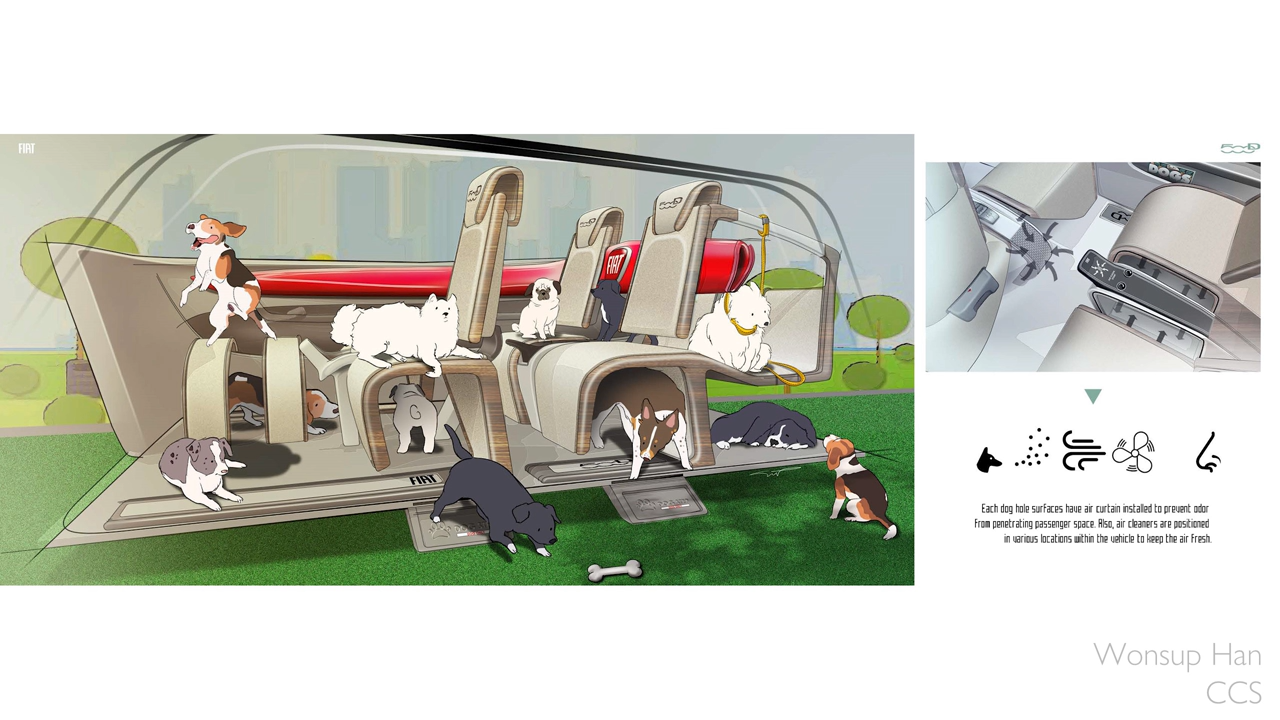 FIAT
FIAT
FIAT
DOGS
Each dog hole surfaces have air curtain installed to prevent odor
from penetrating passenger space. Also, air cleaners are positioned
in various locations within the vehicle to keep the air fresh.
Wonsup Han
CCS